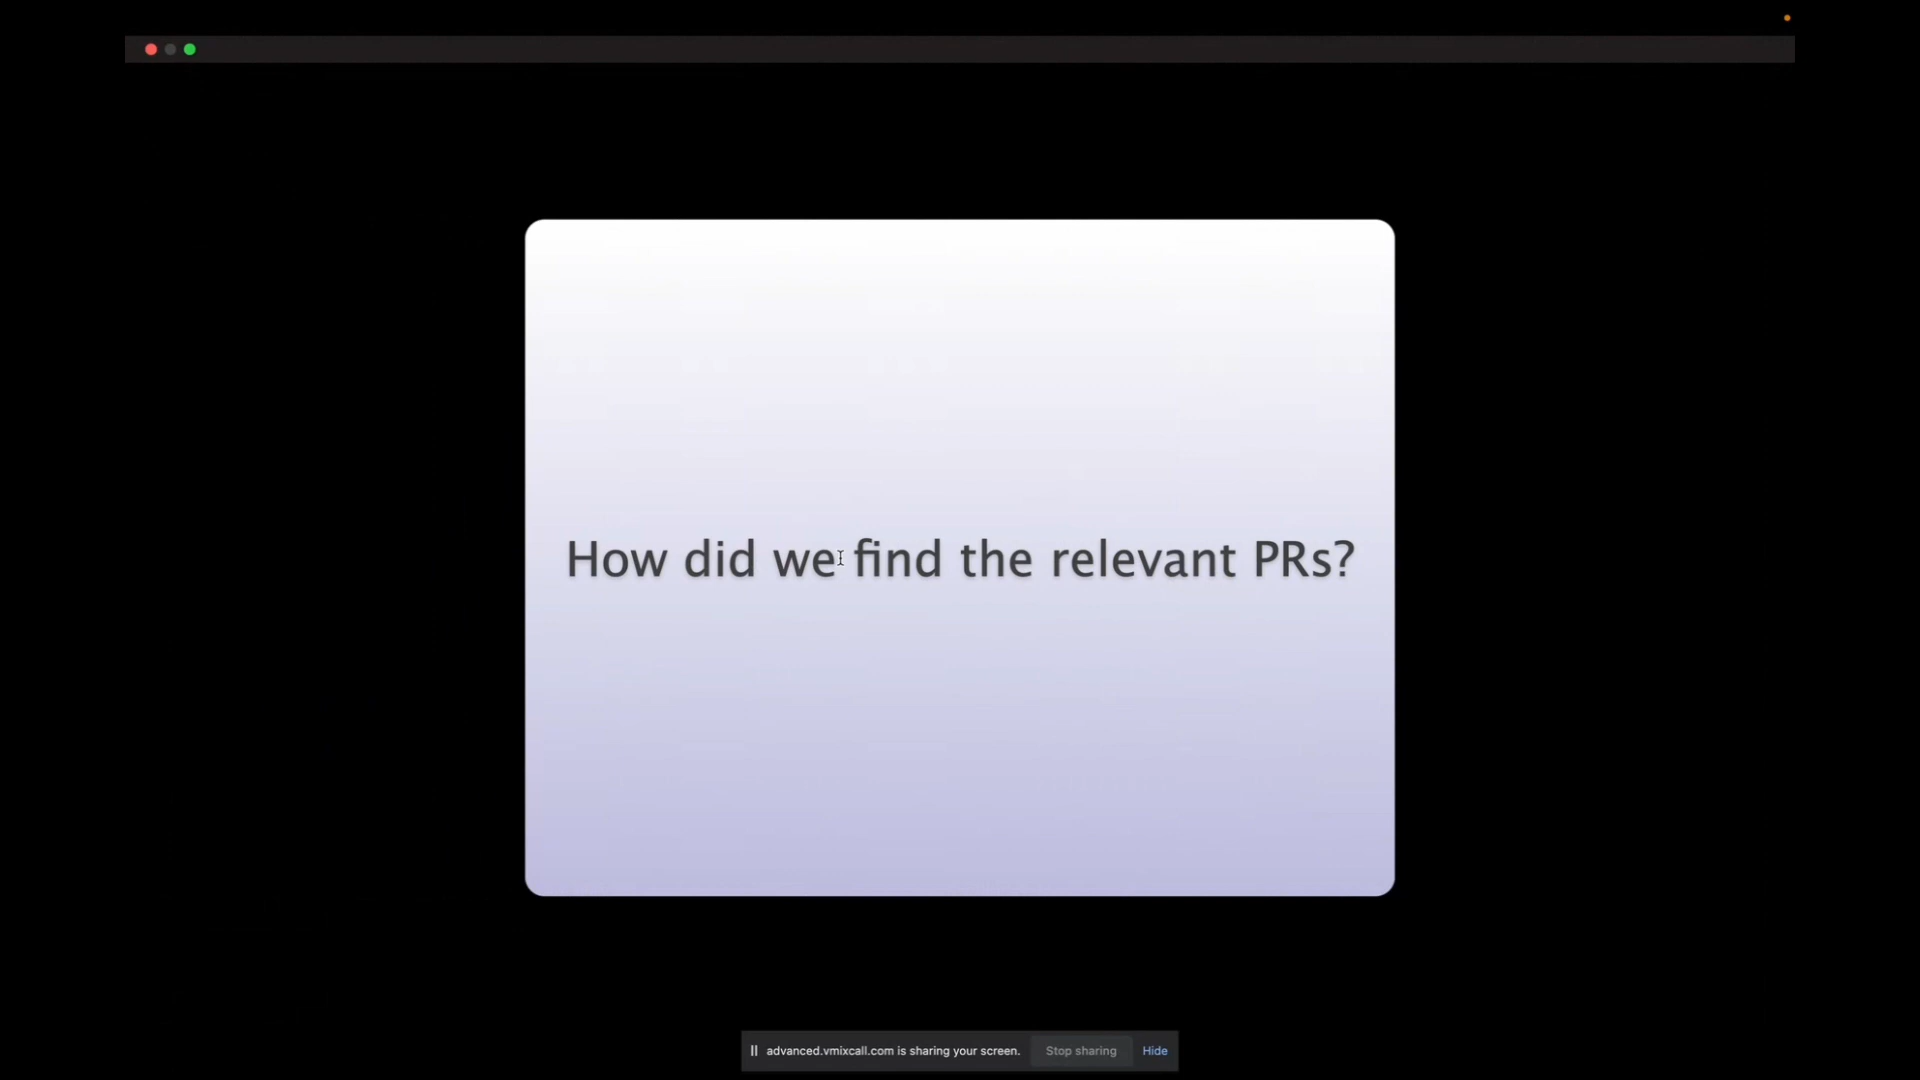 How did we find the relevant PRs?
advanced.vmixcall.com is sharing your screen. Stop sharing Hide